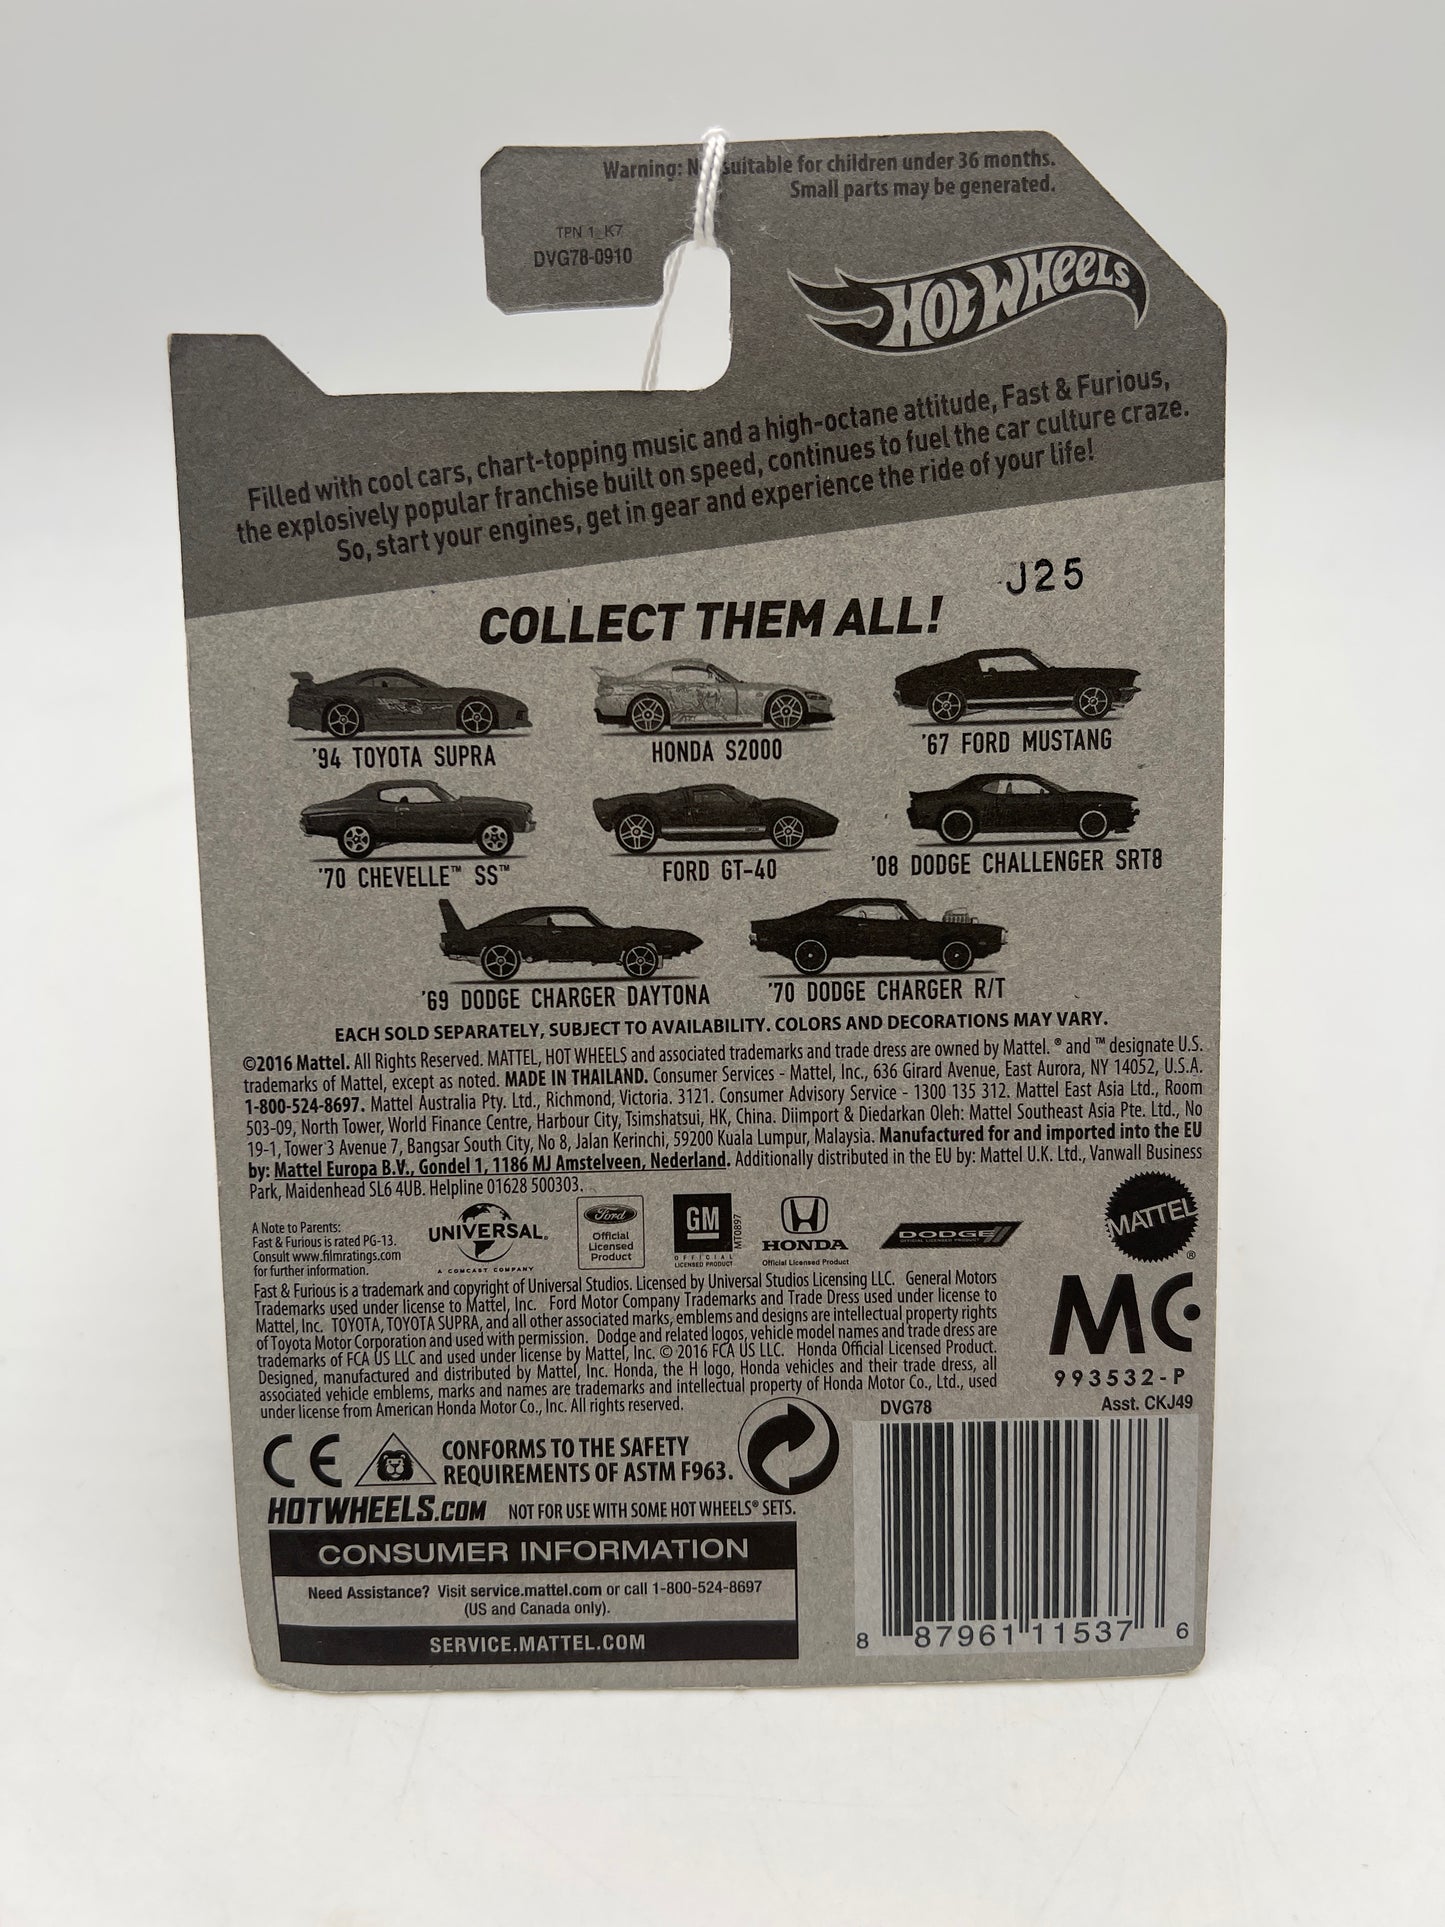 Warning: N suitable for children under 36 months.
Small parts may be generated.
TPN 1_K7
DVG78-0910
HOT WHEELS
Filled with cool cars, chart-topping music and a high-octane attitude, Fast & Furious,
the explosively popular franchise built on speed, continues to fuel the car culture craze.
So, start your engines, get in gear and experience the ride of your life!
J25
COLLECT THEM ALL!
'94 TOYOTA SUPRA
HONDA S2000
'67 FORD MUSTANG
'70 CHEVELLE™ SS™
FORD GT-40
'08 DODGE CHALLENGER SRT8
'69 DODGE CHARGER DAYTONA
'70 DODGE CHARGER R/T
EACH SOLD SEPARATELY, SUBJECT TO AVAILABILITY. COLORS AND DECORATIONS MAY VARY.
©2016 Mattel. All Rights Reserved. MATTEL, HOT WHEELS and associated trademarks and trade dress are owned by Mattel. ® and ™ designate U.S.
trademarks of Mattel, except as noted. MADE IN THAILAND. Consumer Services - Mattel, Inc., 636 Girard Avenue, East Aurora, NY 14052, U.S.A.
1-800-524-8697. Mattel Australia Pty. Ltd., Richmond, Victoria. 3121. Consumer Advisory Service - 1300 135 312. Mattel East Asia Ltd., Room
503-09, North Tower, World Finance Centre, Harbour City, Tsimshatsui, HK, China. Diimport & Diedarkan Oleh: Mattel Southeast Asia Pte. Ltd., No
19-1, Tower 3 Avenue 7, Bangsar South City, No 8, Jalan Kerinchi, 59200 Kuala Lumpur, Malaysia. Manufactured for and imported into the EU
by: Mattel Europa B.V., Gondel 1, 1186 MJ Amstelveen, Nederland. Additionally distributed in the EU by: Mattel U.K. Ltd., Vanwall Business
Park, Maidenhead SL6 4UB. Helpline 01628 500303.
A Note to Parents:
Fast & Furious is rated PG-13.
Consult www.filmratings.com
for further information.
UNIVERSAL
A COMCAST COMPANY
Ford
Official
Licensed
Product
GM
OFFICIAL
LICENSED PRODUCT
MT0897
HONDA
Official Licensed Product
DODGE
OFFICIAL LICENSED PRODUCT
MATTEL
®
Fast & Furious is a trademark and copyright of Universal Studios. Licensed by Universal Studios Licensing LLC. General Motors
Trademarks used under license to Mattel, Inc. Ford Motor Company Trademarks and Trade Dress used under license to
Mattel, Inc. TOYOTA, TOYOTA SUPRA, and all other associated marks, emblems and designs are intellectual property rights
of Toyota Motor Corporation and used with permission. Dodge and related logos, vehicle model names and trade dress are
trademarks of FCA US LLC and used under license by Mattel, Inc. © 2016 FCA US LLC. Honda Official Licensed Product.
Designed, manufactured and distributed by Mattel, Inc. Honda, the H logo, Honda vehicles and their trade dress, all
associated vehicle emblems, marks and names are trademarks and intellectual property of Honda Motor Co., Ltd., used
under license from American Honda Motor Co., Inc. All rights reserved.
MC
993532-P
DVG78
Asst. CKJ49
CE
CONFORMS TO THE SAFETY
REQUIREMENTS OF ASTM F963.
HOTWHEELS.COM NOT FOR USE WITH SOME HOT WHEELS® SETS.
CONSUMER INFORMATION
Need Assistance? Visit service.mattel.com or call 1-800-524-8697
(US and Canada only).
SERVICE.MATTEL.COM
8 87961 11537 6